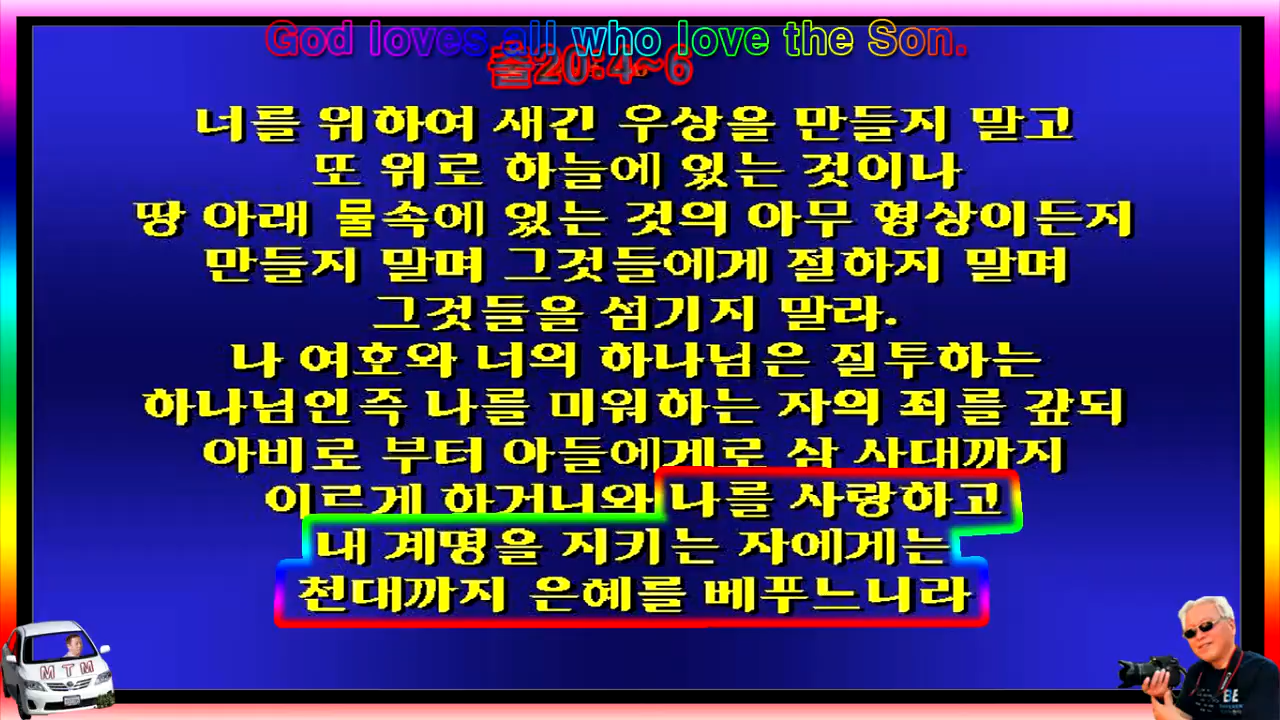 God loves all who love the Son.
출20:4~6
너를 위하여 새긴 우상을 만들지 말고
또 위로 하늘에 있는 것이나
땅 아래 물속에 있는 것의 아무 형상이든지
만들지 말며 그것들에게 절하지 말며
그것들을 섬기지 말라.
나 여호와 너의 하나님은 질투하는
하나님인즉 나를 미워하는 자의 죄를 갚되
아비로 부터 아들에게로 삼 사대까지
이르게 하거니와 나를 사랑하고
내 계명을 지키는 자에게는
천대까지 은혜를 베푸느니라
MTM